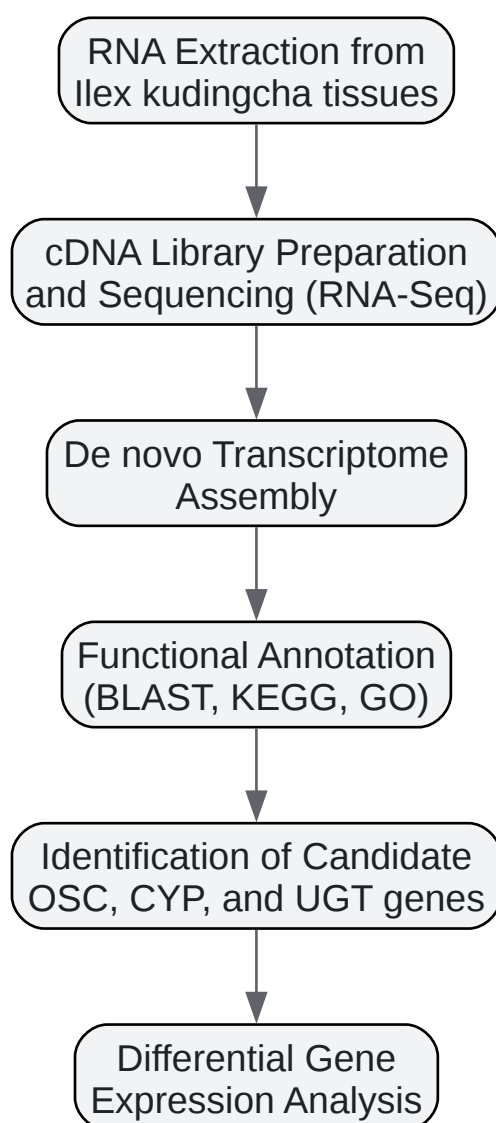 RNA Extraction from
Ilex kudingcha tissues
cDNA Library Preparation
and Sequencing (RNA-Seq)
De novo Transcriptome
Assembly
Functional Annotation
(BLAST, KEGG, GO)
Identification of Candidate
OSC, CYP, and UGT genes
Differential Gene
Expression Analysis